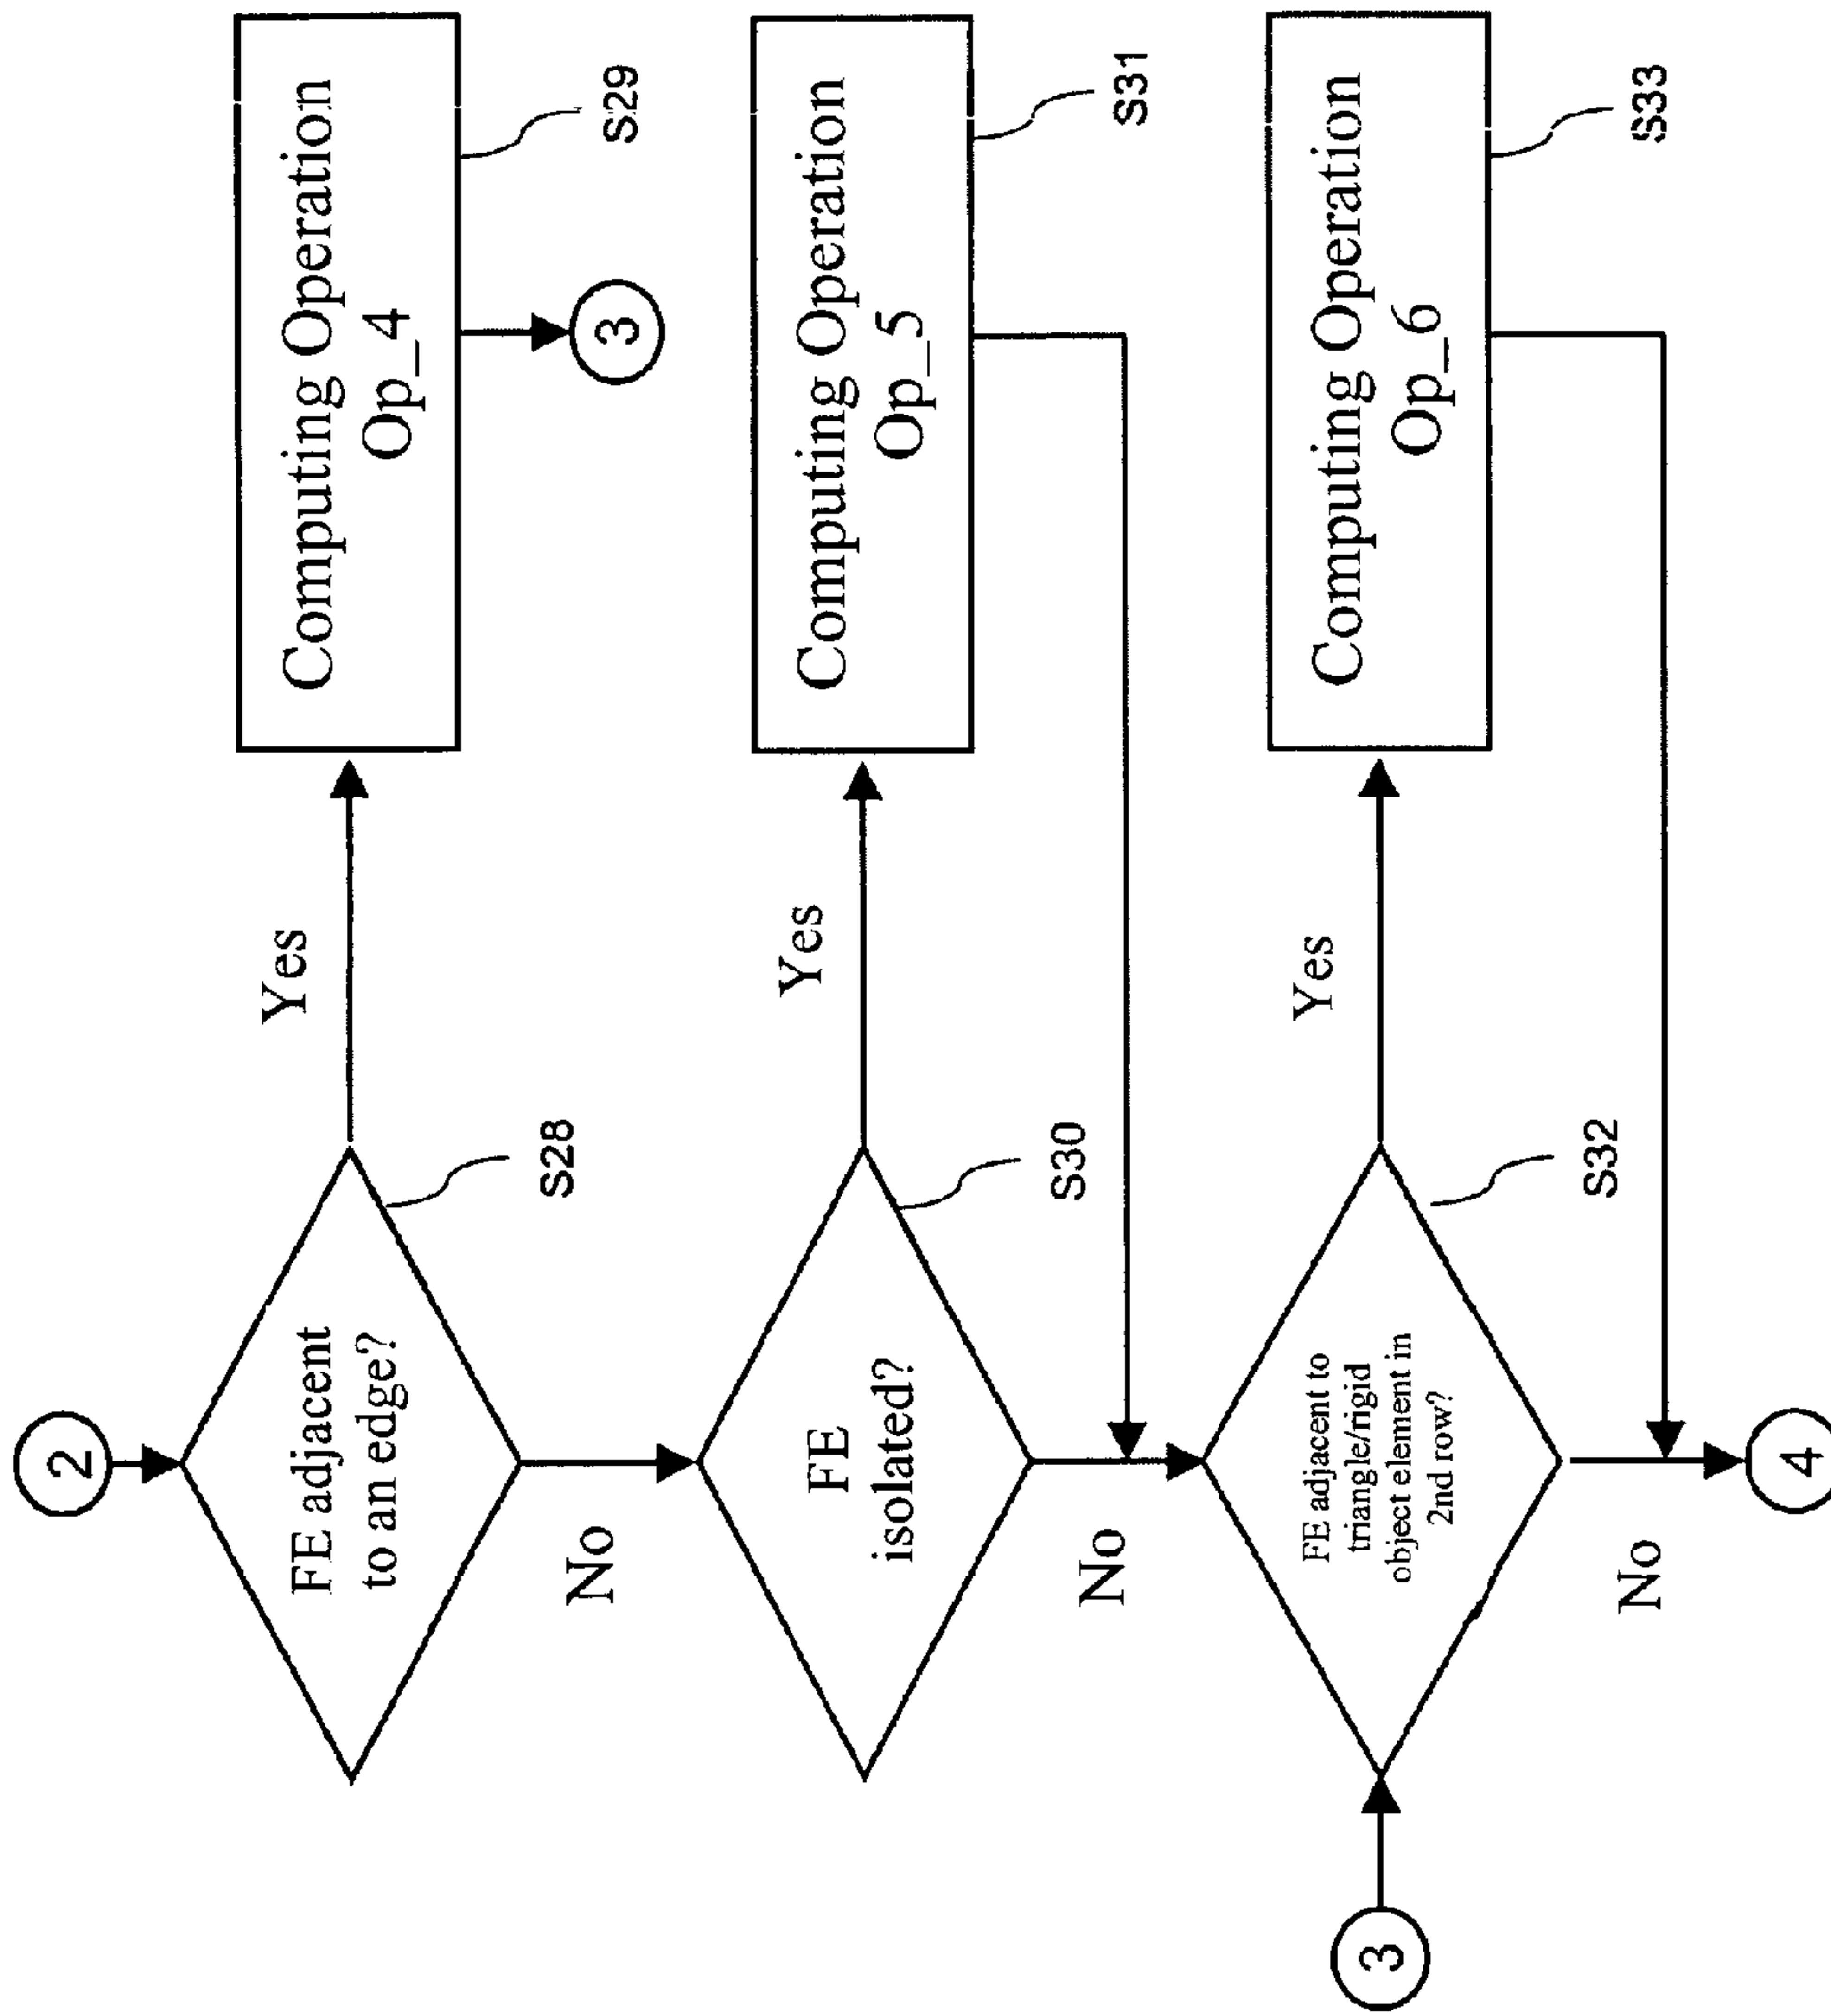 2
FE adjacent
to an edge?
S28
Yes
Computing Operation
Op_4
S29
3
No
FE
isolated?
S30
Yes
Computing Operation
Op_5
S31
No
3
FE adjacent to
triangle/rigid
object element in
2nd row?
S32
Yes
Computing Operation
Op_6
S33
No
4